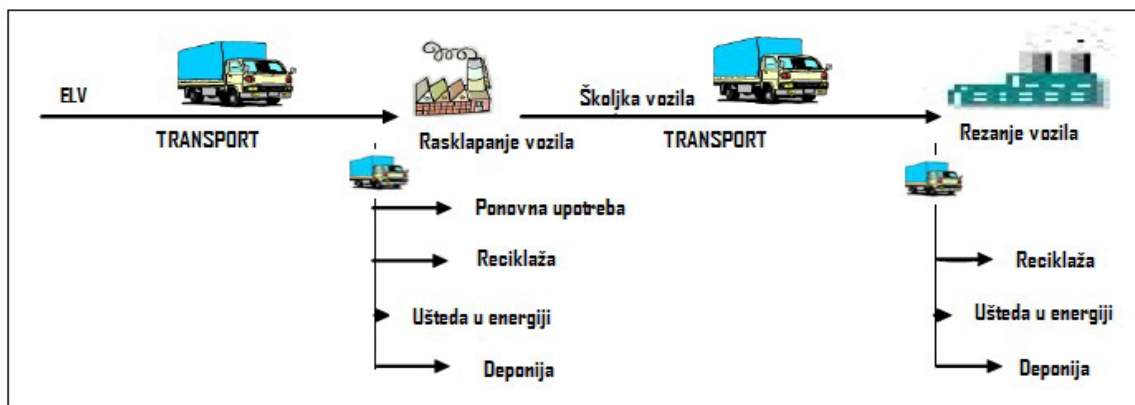 ELV
TRANSPORT
Rasklapanje vozila
Školjka vozila
TRANSPORT
Rezanje vozila
Ponovna upotreba
Reciklaža
Ušteda u energiji
Deponija
Reciklaža
Ušteda u energiji
Deponija